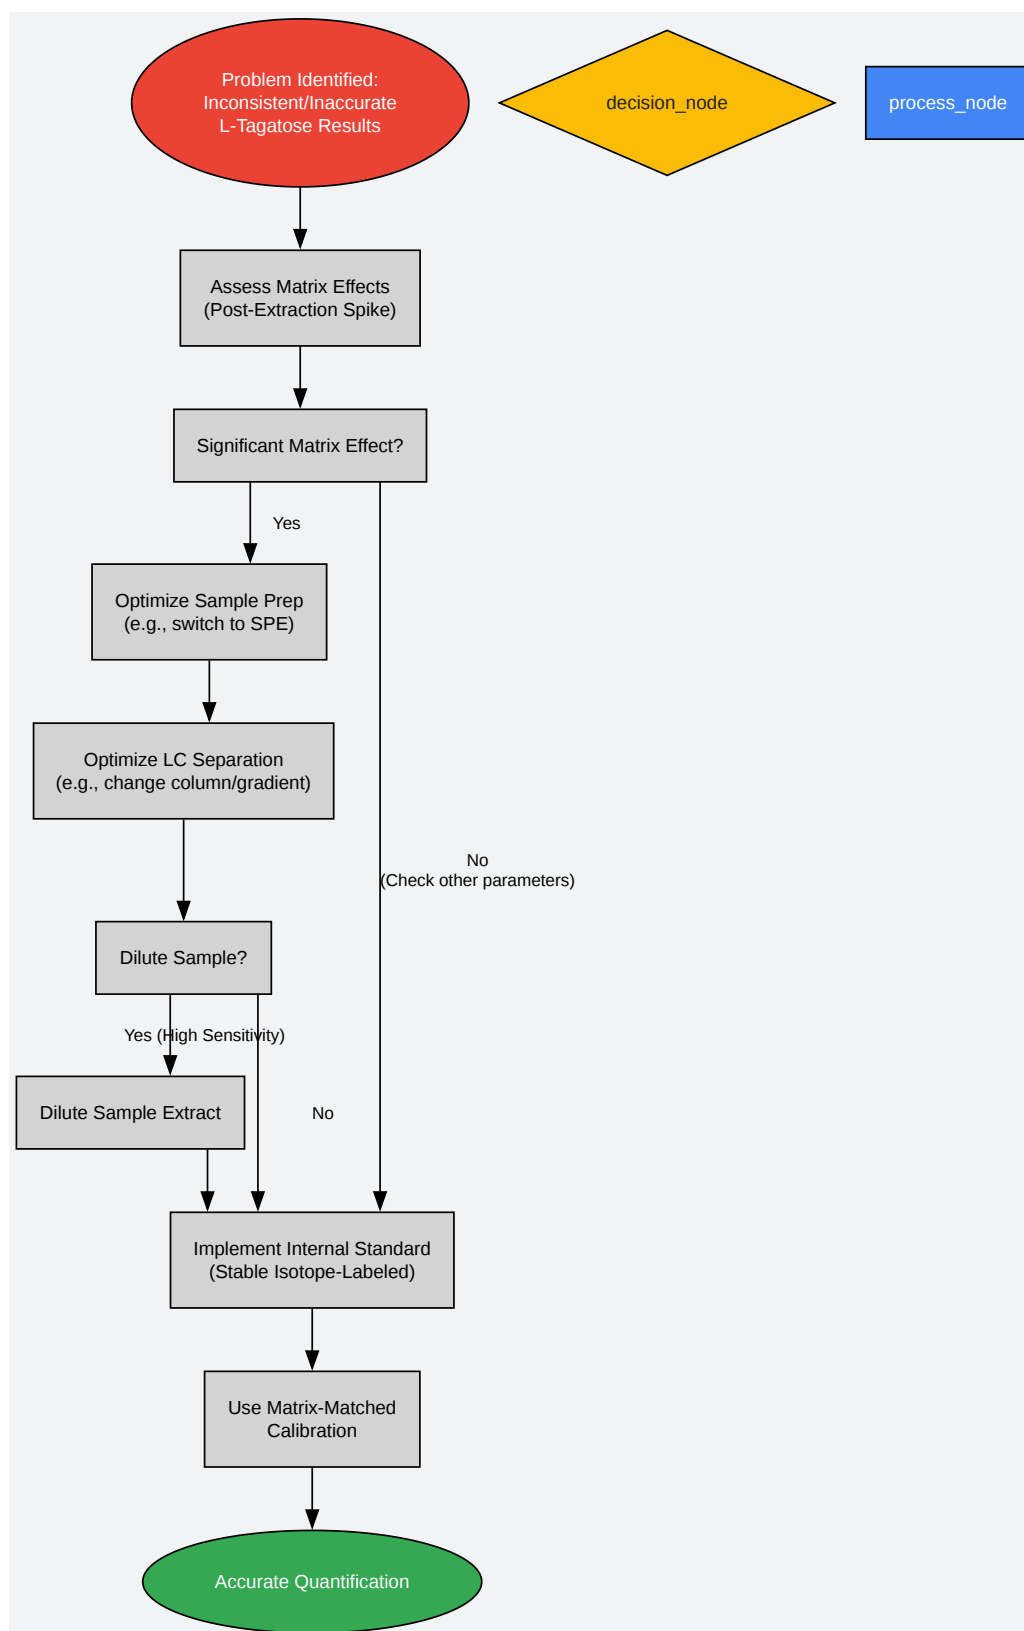 Problem Identified:
Inconsistent/Inaccurate
L-Tagatose Results
decision_node
process_node
Assess Matrix Effects
(Post-Extraction Spike)
Significant Matrix Effect?
Yes
Optimize Sample Prep
(e.g., switch to SPE)
Optimize LC Separation
(e.g., change column/gradient)
No
(Check other parameters)
Dilute Sample?
Yes (High Sensitivity)
Dilute Sample Extract
No
Implement Internal Standard
(Stable Isotope-Labeled)
Use Matrix-Matched
Calibration
Accurate Quantification